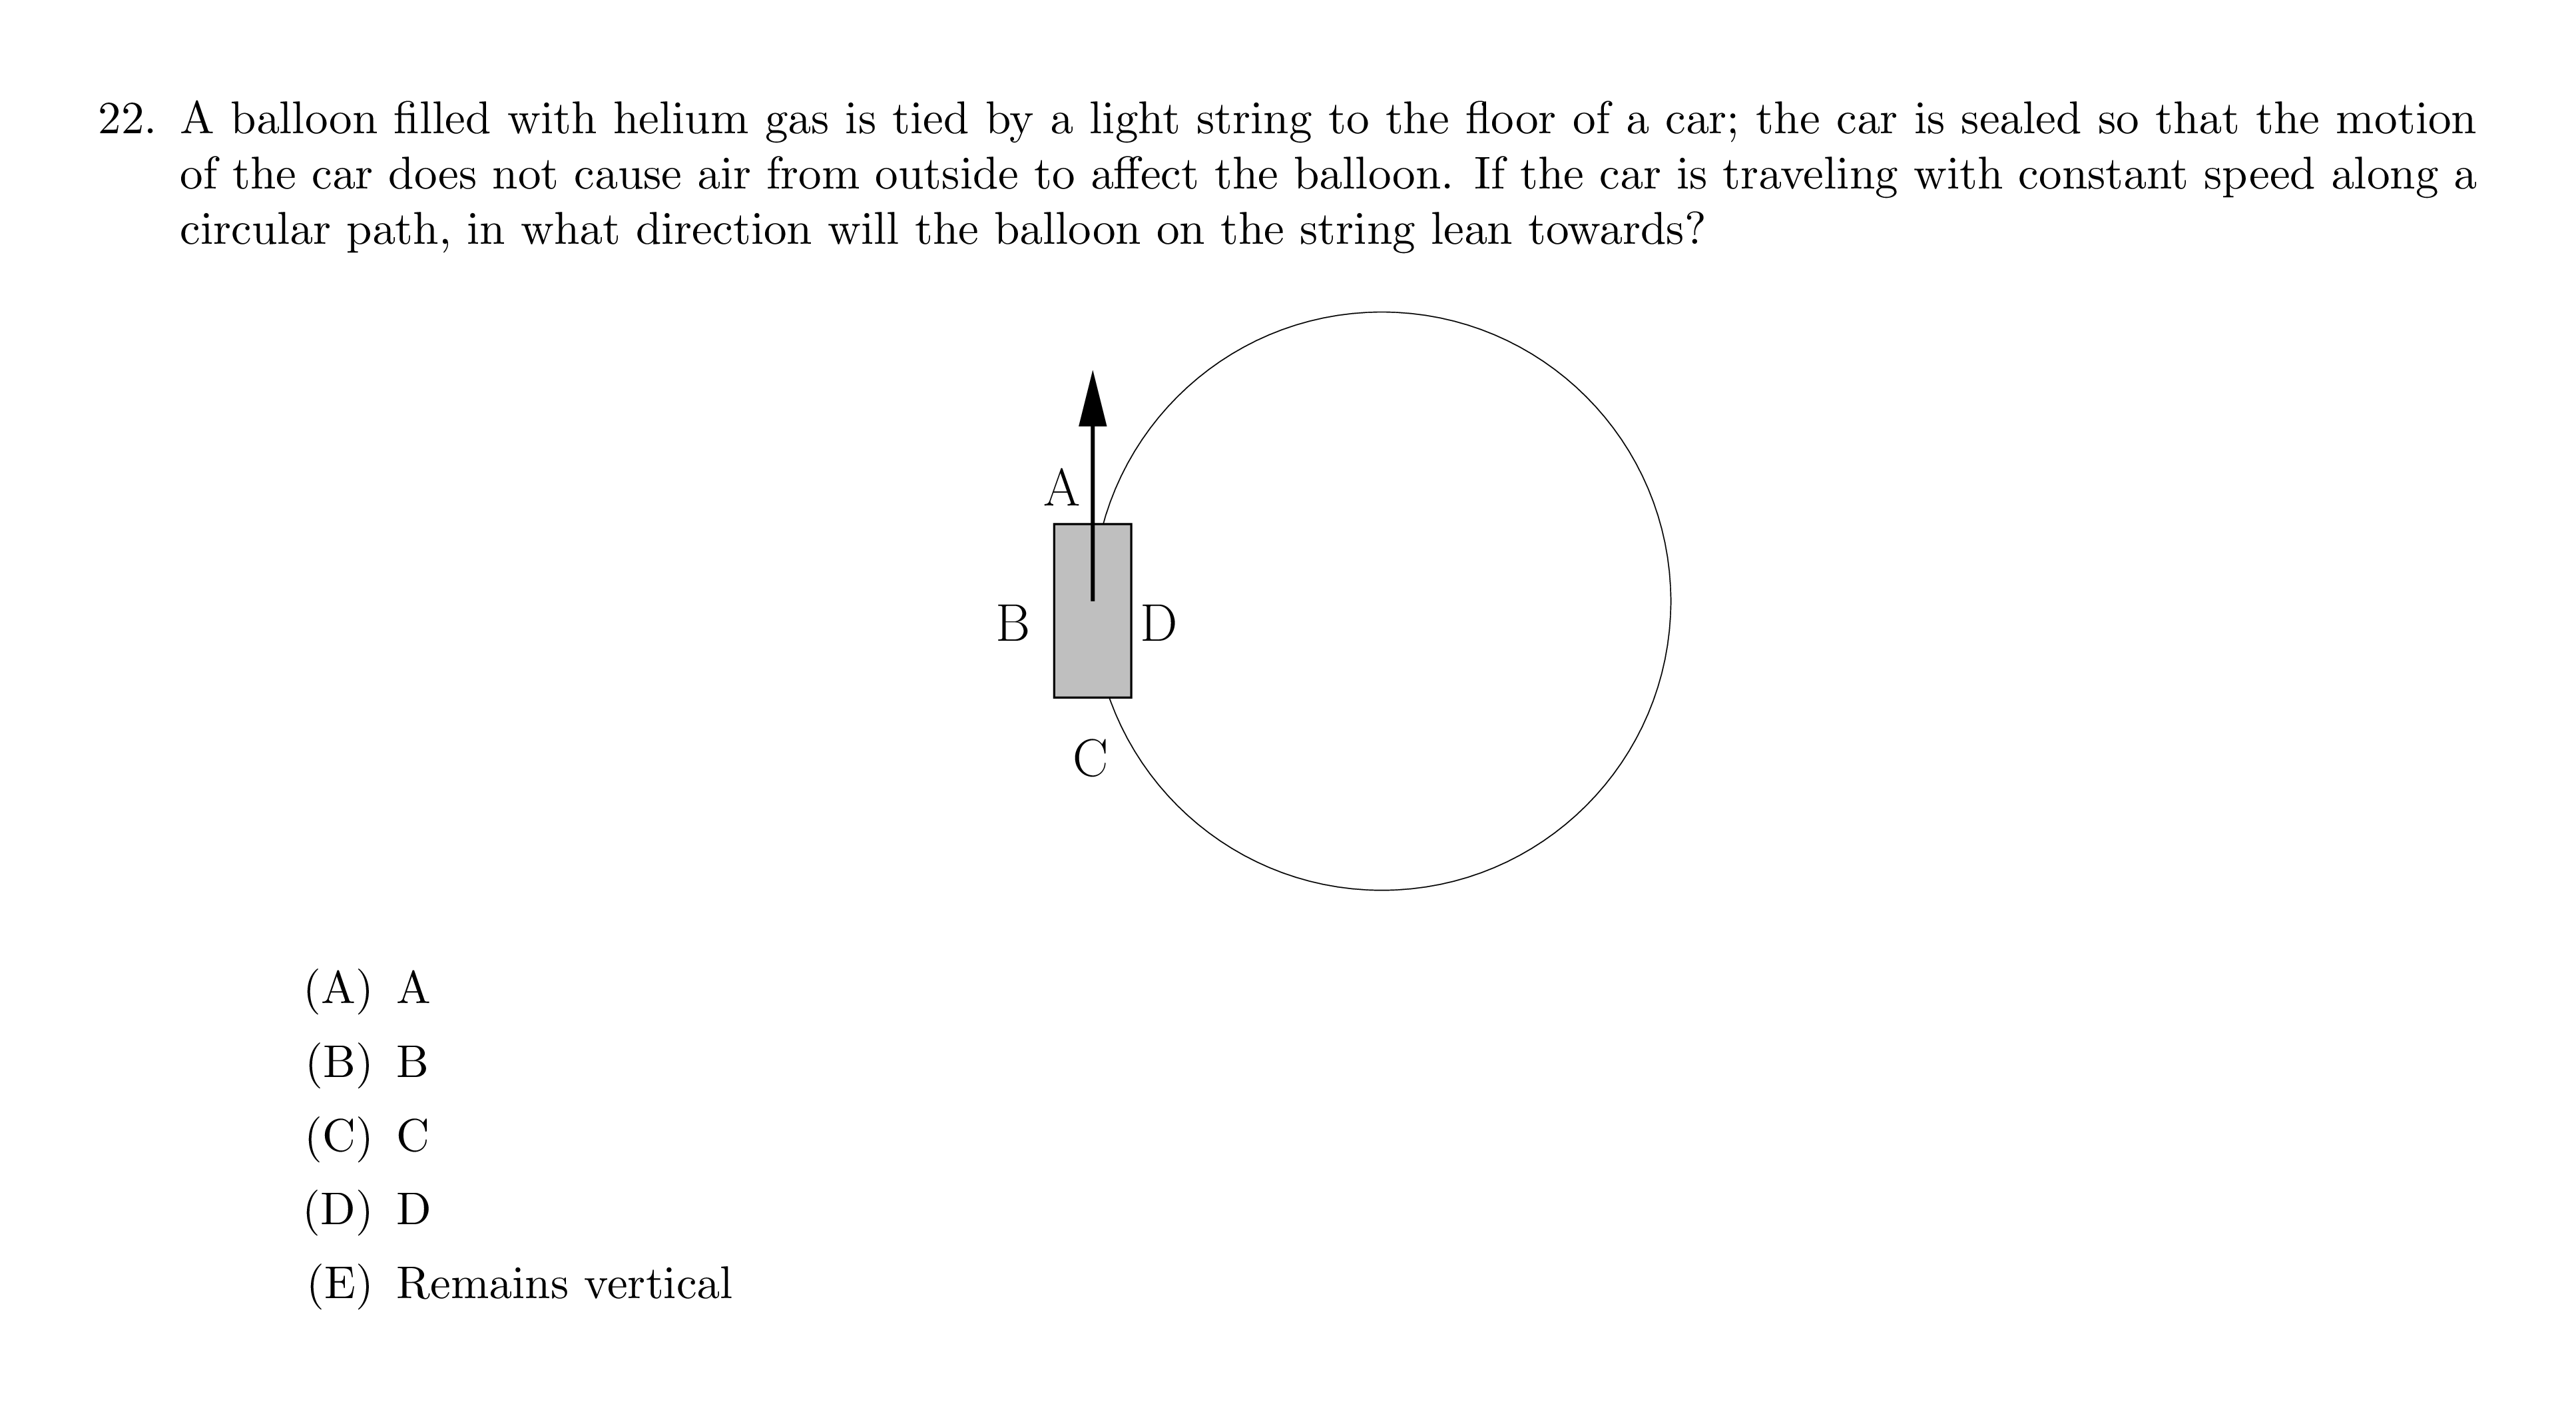 22. A balloon filled with helium gas is tied by a light string to the floor of a car; the car is sealed so that the motion
of the car does not cause air from outside to affect the balloon. If the car is traveling with constant speed along a
circular path, in what direction will the balloon on the string lean towards?
A
B D
C
(A) A
(B) B
(C) C
(D) D
(E) Remains vertical